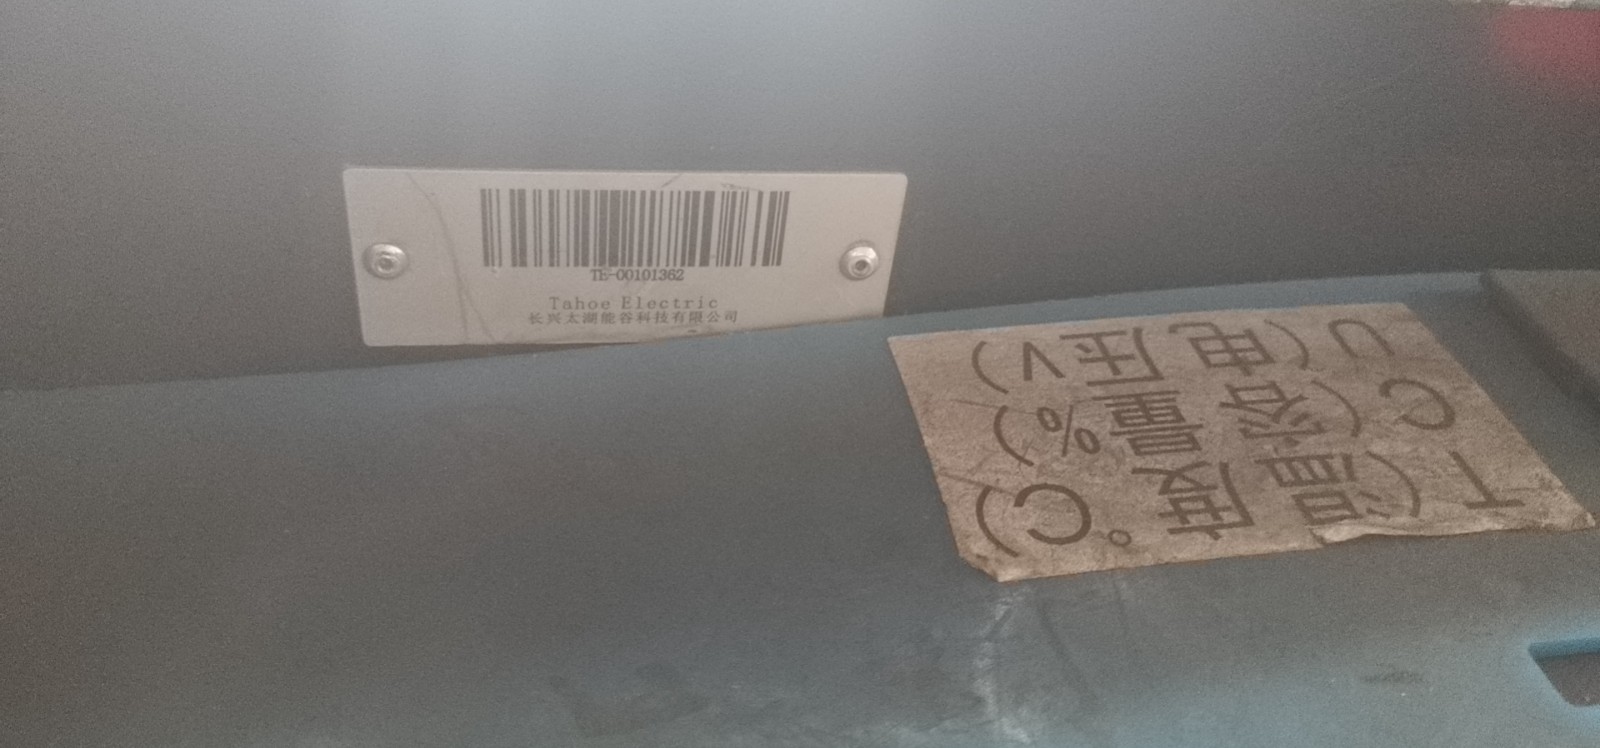 TE-00101362
Tahoe Electric
长兴太湖能谷科技有限公司
T(温度°C)
C(容量%)
U(电压V)